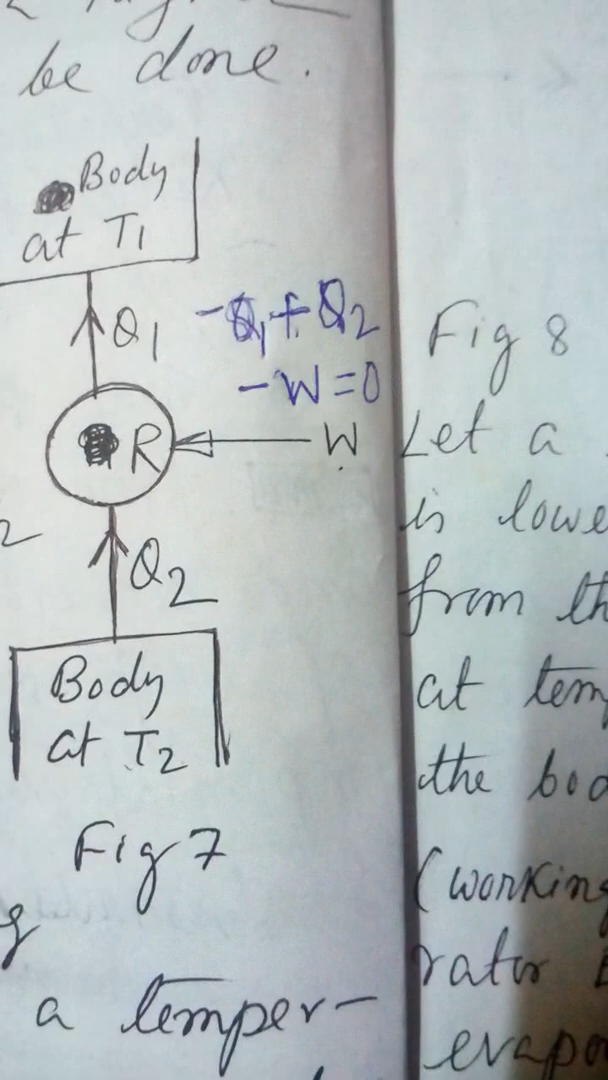 be done.
Body
at T1
Q1
-Q1 + Q2
- W = 0
R
W
Q2
Body
at T2
Fig 7
a temper-
Fig 8
Let a
is lowe
from th
at tem
the bod
(working
rator E
evapo